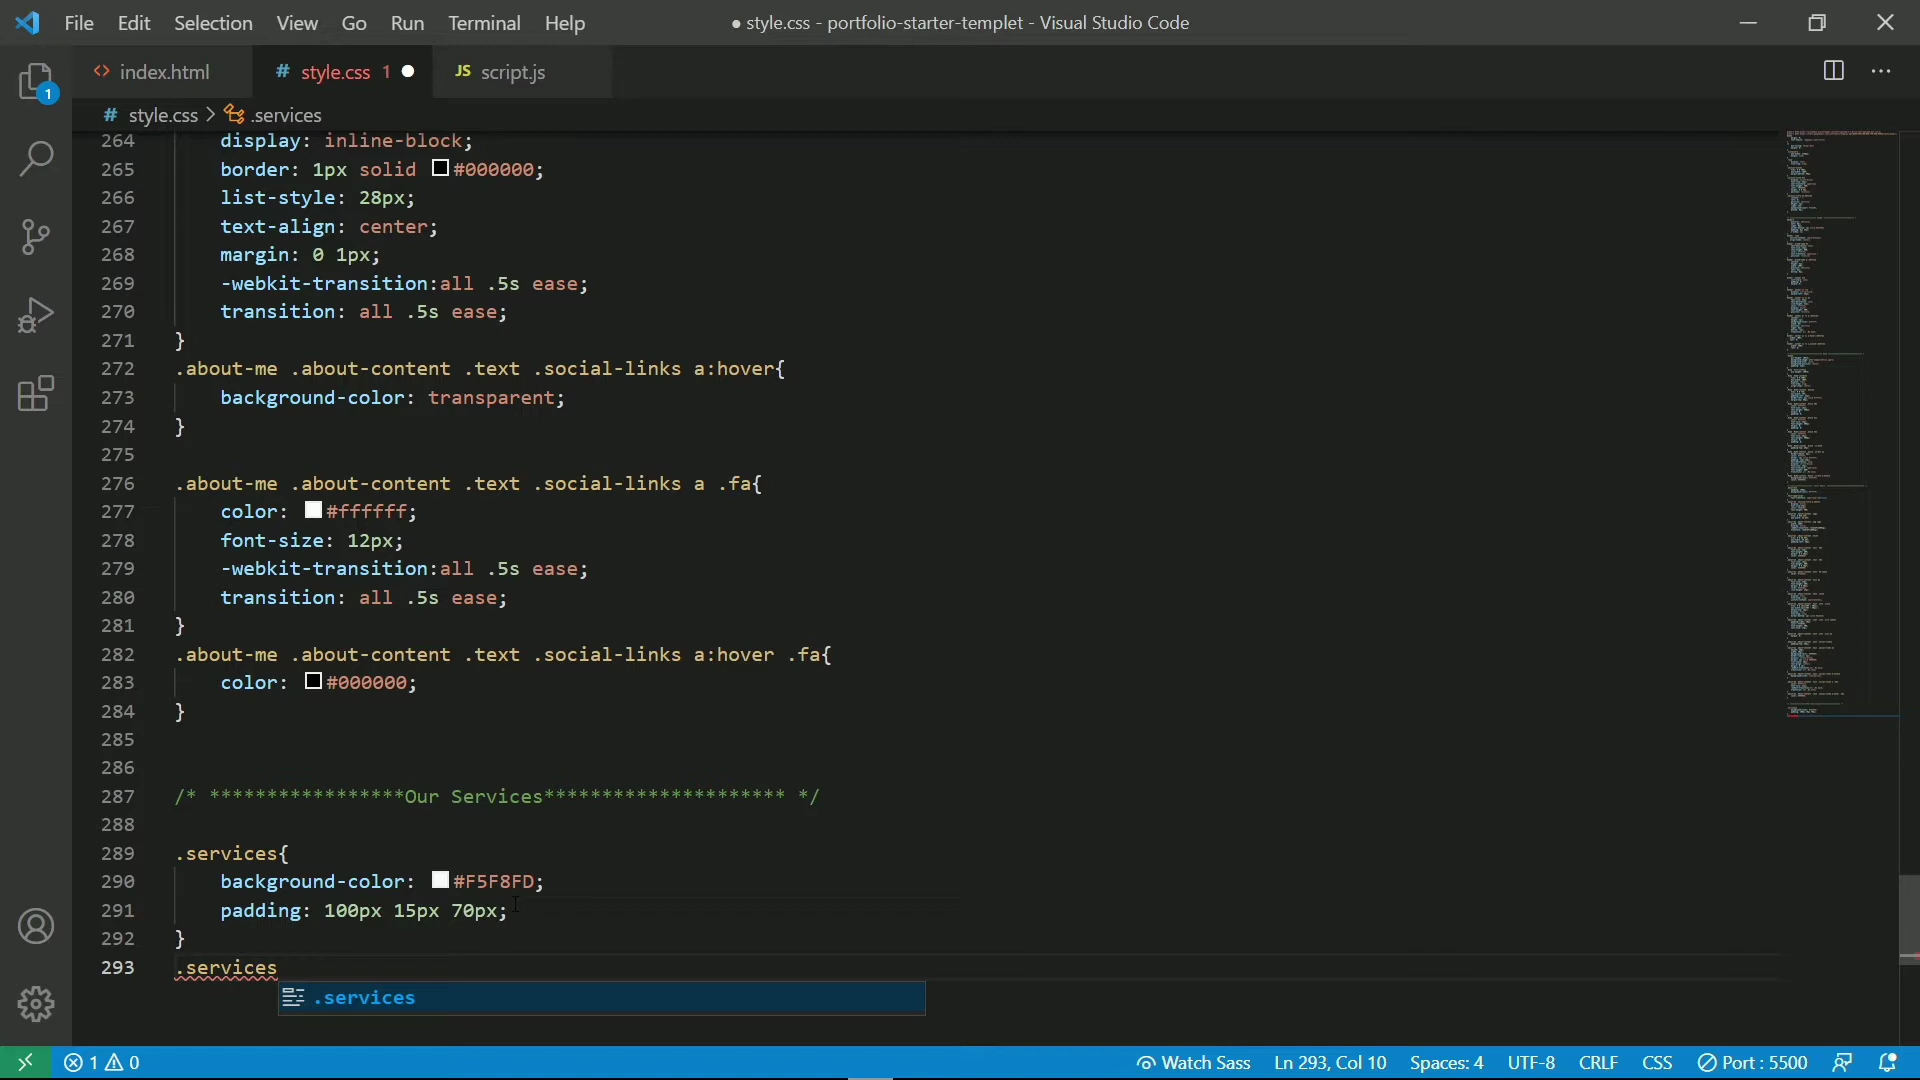 File Edit Selection View Go Run Terminal Help
● style.css - portfolio-starter-templet - Visual Studio Code
<> index.html
# style.css 1 ●
JS script.js
1
# style.css > .services
264 display: inline-block;
265 border: 1px solid #000000;
266 list-style: 28px;
267 text-align: center;
268 margin: 0 1px;
269 -webkit-transition:all .5s ease;
270 transition: all .5s ease;
271 }
272 .about-me .about-content .text .social-links a:hover{
273 background-color: transparent;
274 }
275
276 .about-me .about-content .text .social-links a .fa{
277 color: #ffffff;
278 font-size: 12px;
279 -webkit-transition:all .5s ease;
280 transition: all .5s ease;
281 }
282 .about-me .about-content .text .social-links a:hover .fa{
283 color: #000000;
284 }
285
286
287 /* *****************Our Services********************* */
288
289 .services{
290 background-color: #F5F8FD;
291 padding: 100px 15px 70px;
292 }
293 .services
.services
1 0
Watch Sass Ln 293, Col 10 Spaces: 4 UTF-8 CRLF CSS Port : 5500